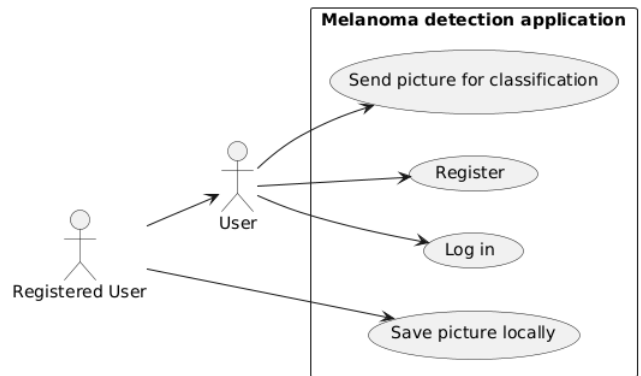 Melanoma detection application
Send picture for classification
Register
User
Log in
Registered User
Save picture locally